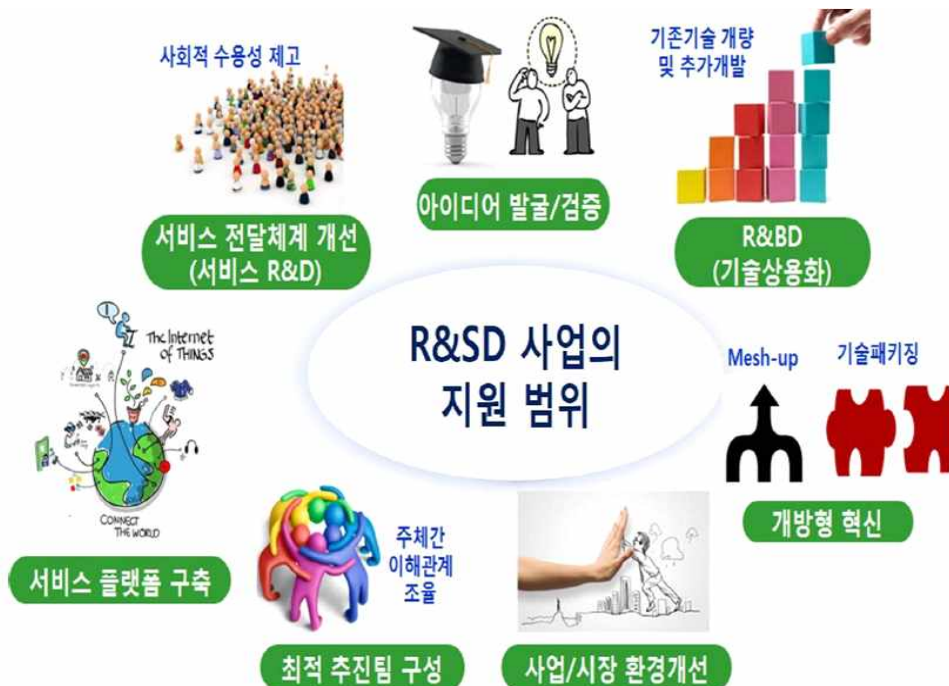 사회적 수용성 제고
기존기술 개량
및 추가개발
아이디어 발굴/검증
서비스 전달체계 개선
(서비스 R&D)
R&BD
(기술상용화)
R&SD 사업의
지원 범위
The Internet
OF THINGS
Mesh-up
기술패키징
CONNECT
THE WORLD
개방형 혁신
주체간
이해관계
조율
서비스 플랫폼 구축
최적 추진팀 구성
사업/시장 환경개선